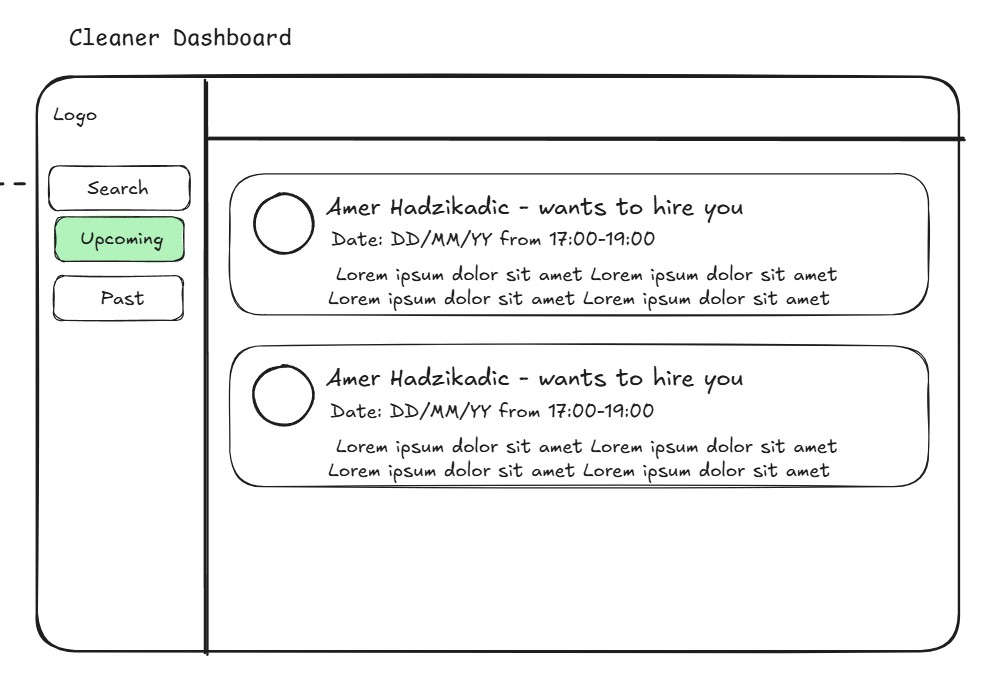 Cleaner Dashboard
Logo
Search
Upcoming
Past
Amer Hadzikadic - wants to hire you
Date: DD/MM/YY from 17:00-19:00
Lorem ipsum dolor sit amet Lorem ipsum dolor sit amet
Lorem ipsum dolor sit amet Lorem ipsum dolor sit amet
Amer Hadzikadic - wants to hire you
Date: DD/MM/YY from 17:00-19:00
Lorem ipsum dolor sit amet Lorem ipsum dolor sit amet
Lorem ipsum dolor sit amet Lorem ipsum dolor sit amet